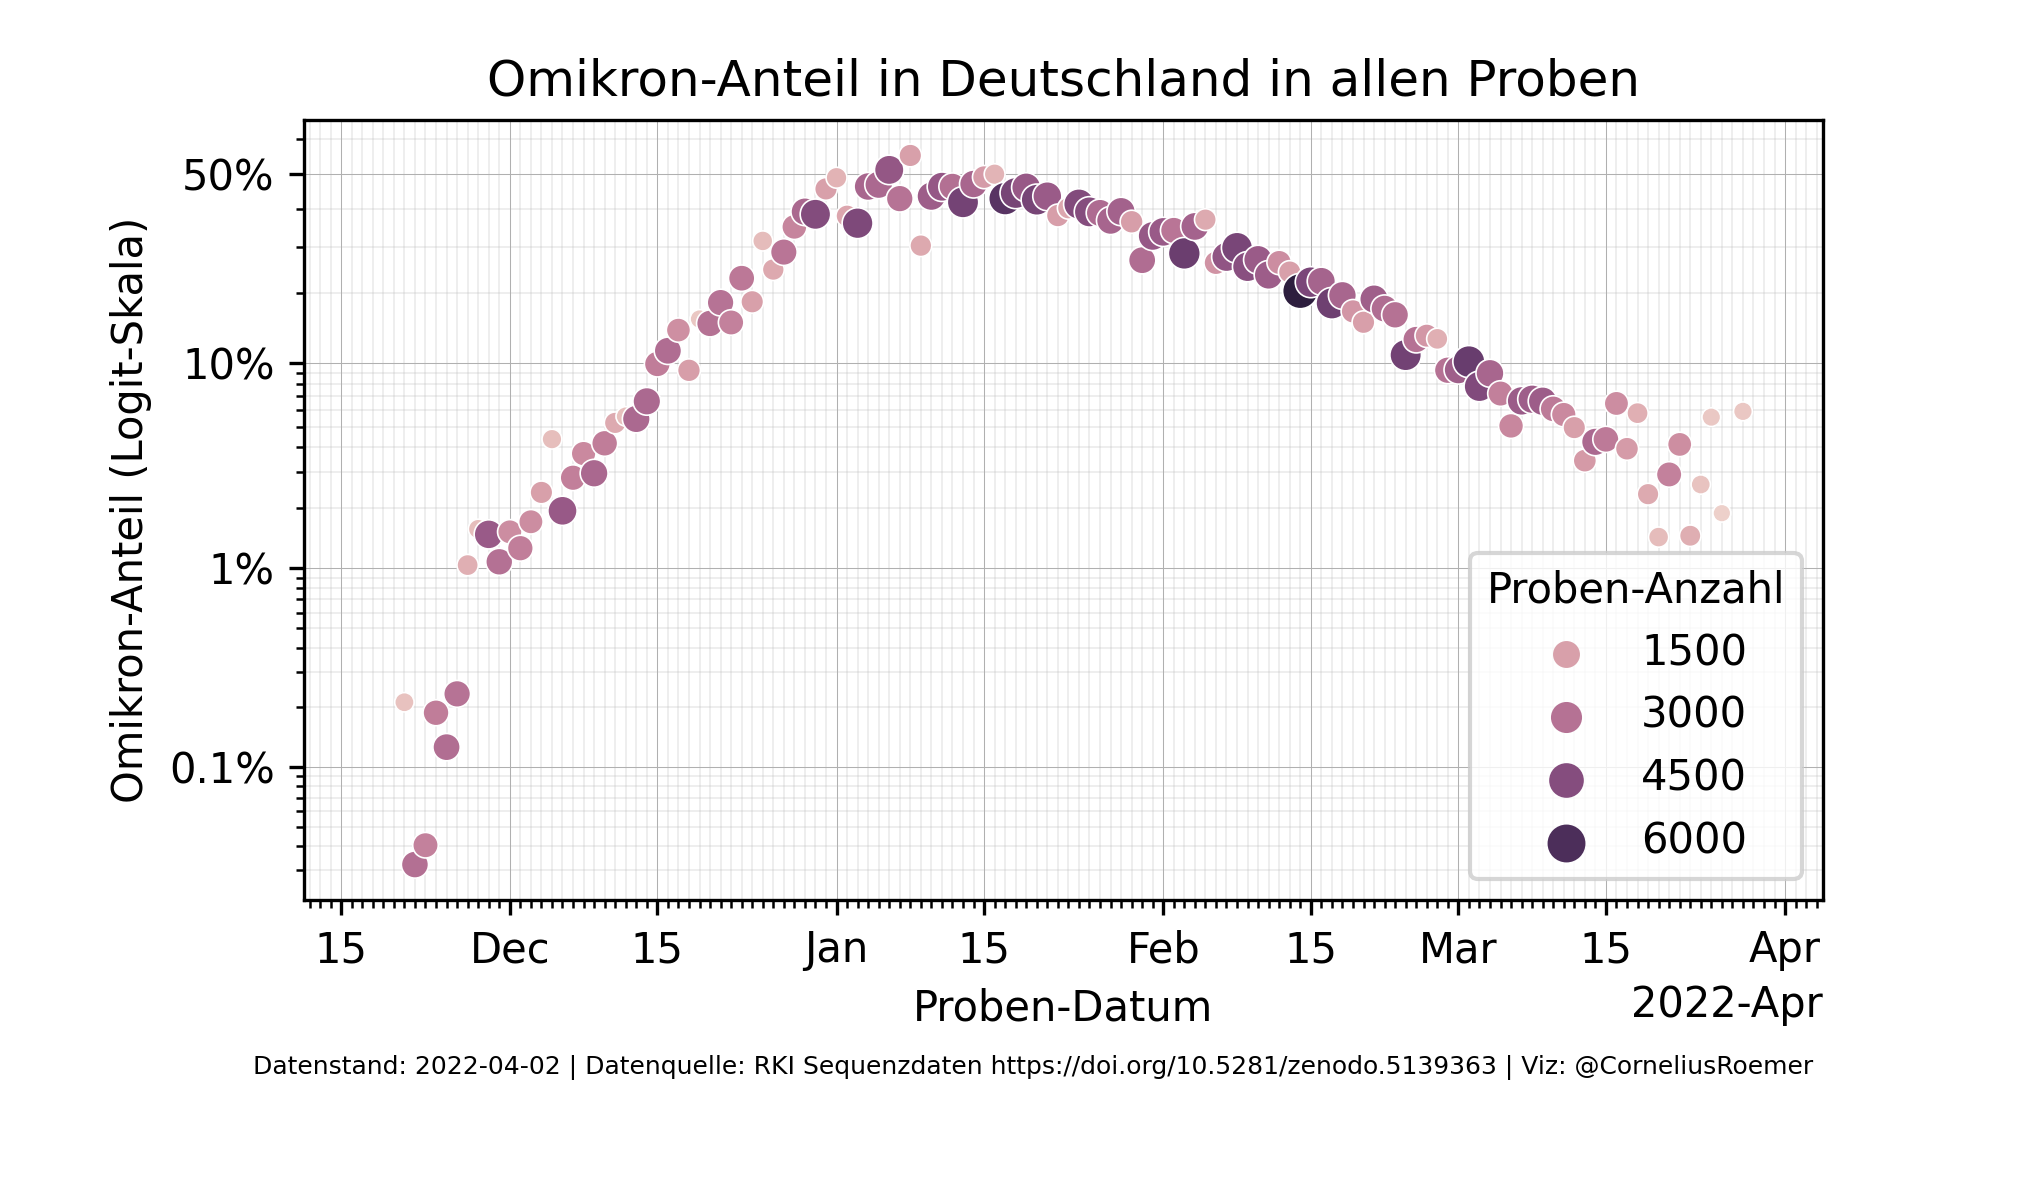 Omikron-Anteil in Deutschland in allen Proben
Omikron-Anteil (Logit-Skala)
50%
10%
1%
0.1%
Proben-Anzahl
1500
3000
4500
6000
15 Dec 15 Jan 15 Feb 15 Mar 15 Apr
Proben-Datum
2022-Apr
Datenstand: 2022-04-02 | Datenquelle: RKI Sequenzdaten https://doi.org/10.5281/zenodo.5139363 | Viz: @CorneliusRoemer